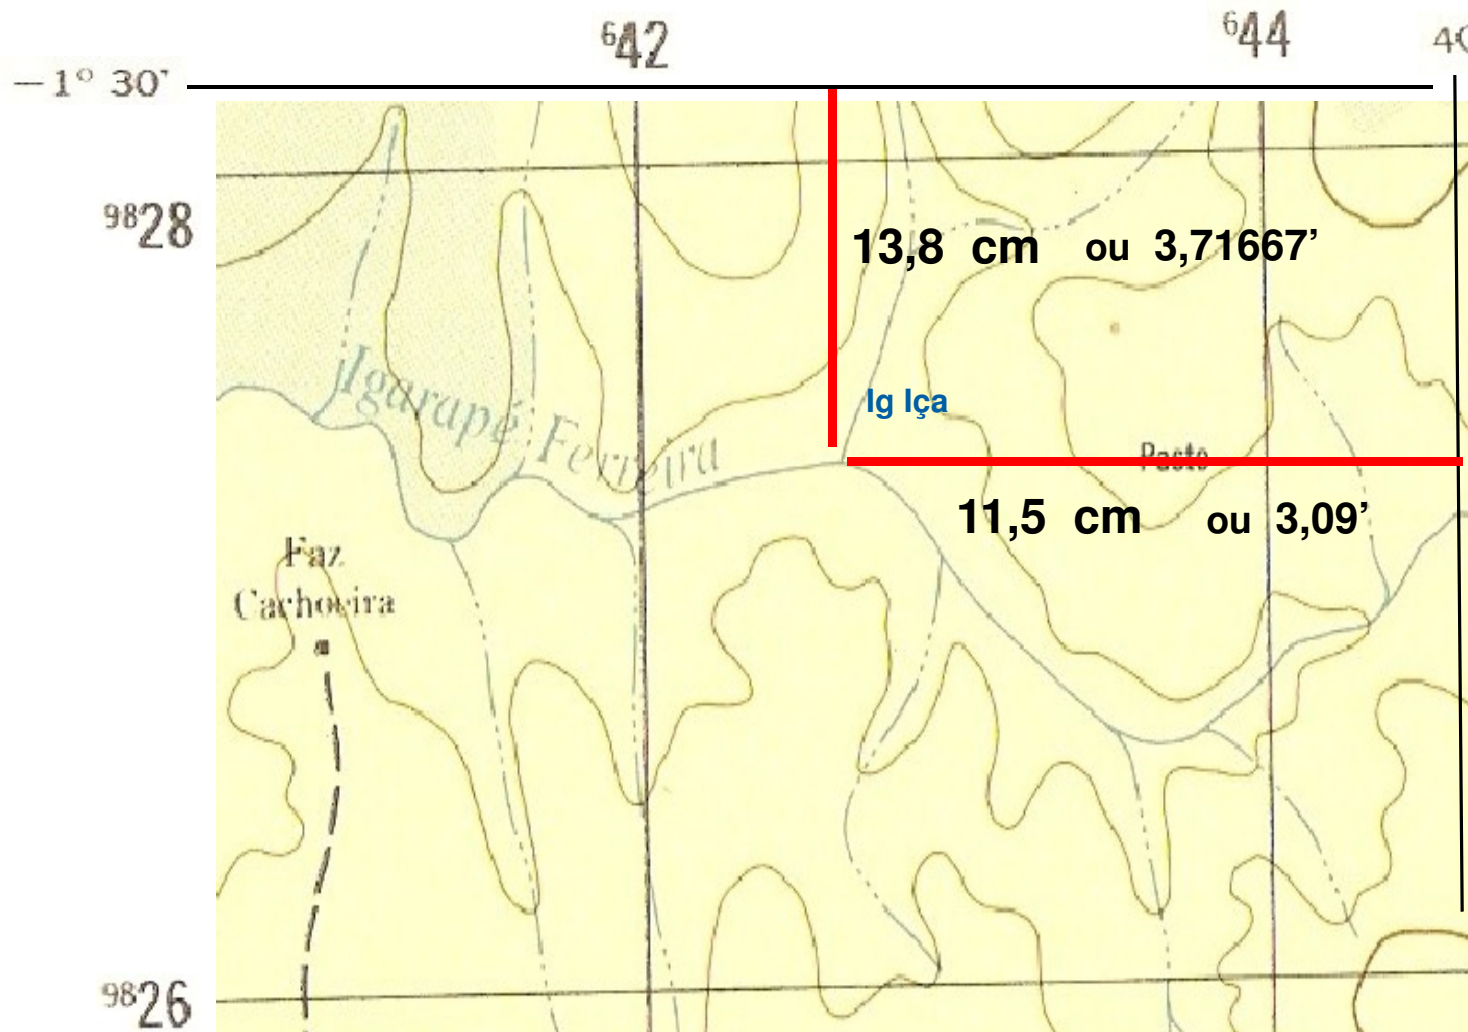 ⁶42
⁶44
40
—1° 30'
⁹⁸28
13,8 cm ou 3,71667’
Igarapé Ferreira
Ig Iça
Pasto
11,5 cm ou 3,09’
Faz
Cachoeira
⁹⁸26